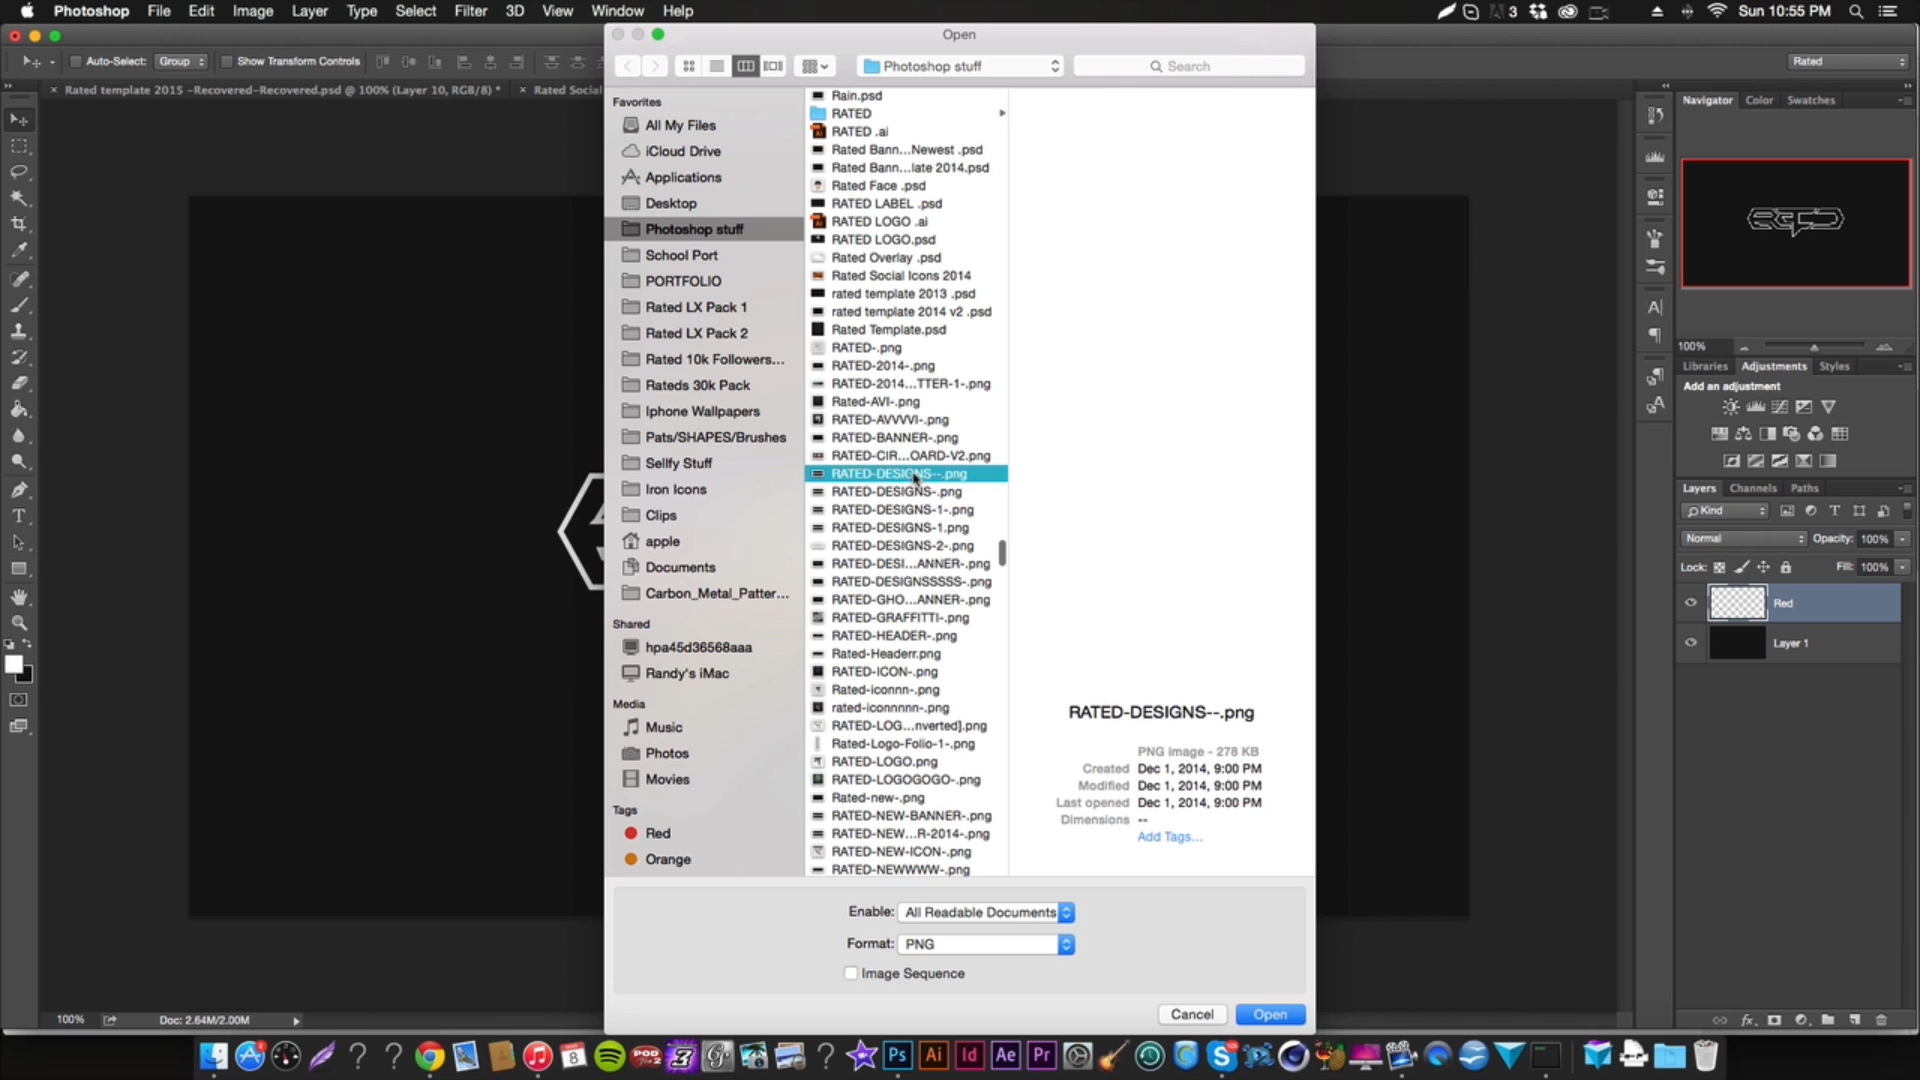 Photoshop File Edit Image Layer Type Select Filter 3D View Window Help
3 Sun 10:55 PM
Open
Auto-Select: Group Show Transform Controls
Photoshop stuff
Search
Rated
Rated template 2015 -Recovered-Recovered.psd @ 100% (Layer 10, RGB/8) *
Rated Social
Favorites
All My Files
iCloud Drive
Applications
Desktop
Photoshop stuff
School Port
PORTFOLIO
Rated LX Pack 1
Rated LX Pack 2
Rated 10k Followers...
Rateds 30k Pack
Iphone Wallpapers
Pats/SHAPES/Brushes
Sellfy Stuff
Iron Icons
Clips
apple
Documents
Carbon_Metal_Patter...
Shared
hpa45d36568aaa
Randy's iMac
Media
Music
Photos
Movies
Tags
Red
Orange
Rain.psd
RATED
RATED .ai
Rated Bann...Newest .psd
Rated Bann...late 2014.psd
Rated Face .psd
RATED LABEL .psd
RATED LOGO .ai
RATED LOGO.psd
Rated Overlay .psd
Rated Social Icons 2014
rated template 2013 .psd
rated template 2014 v2 .psd
Rated Template.psd
RATED-.png
RATED-2014-.png
RATED-2014...TTER-1-.png
Rated-AVI-.png
RATED-AVVVVI-.png
RATED-BANNER-.png
RATED-CIR...OARD-V2.png
RATED-DESIGNS--.png
RATED-DESIGNS-.png
RATED-DESIGNS-1-.png
RATED-DESIGNS-1.png
RATED-DESIGNS-2-.png
RATED-DESI...ANNER-.png
RATED-DESIGNSSSSS-.png
RATED-GHO...ANNER-.png
RATED-GRAFFITTI-.png
RATED-HEADER-.png
Rated-Headerr.png
RATED-ICON-.png
Rated-iconnn-.png
rated-iconnnnn-.png
RATED-LOG...nverted].png
Rated-Logo-Folio-1-.png
RATED-LOGO.png
RATED-LOGOGOGO-.png
Rated-new-.png
RATED-NEW-BANNER-.png
RATED-NEW...R-2014-.png
RATED-NEW-ICON-.png
RATED-NEWWWW-.png
RATED-DESIGNS--.png
PNG image - 278 KB
Created Dec 1, 2014, 9:00 PM
Modified Dec 1, 2014, 9:00 PM
Last opened Dec 1, 2014, 9:00 PM
Dimensions --
Add Tags...
Enable: All Readable Documents
Format: PNG
Image Sequence
Cancel
Open
Navigator Color Swatches
100%
Libraries Adjustments Styles
Add an adjustment
Layers Channels Paths
Kind
Normal Opacity: 100%
Lock: Fill: 100%
Red
Layer 1
100% Doc: 2.64M/2.00M
8 Ps Ai Id Ae Pr